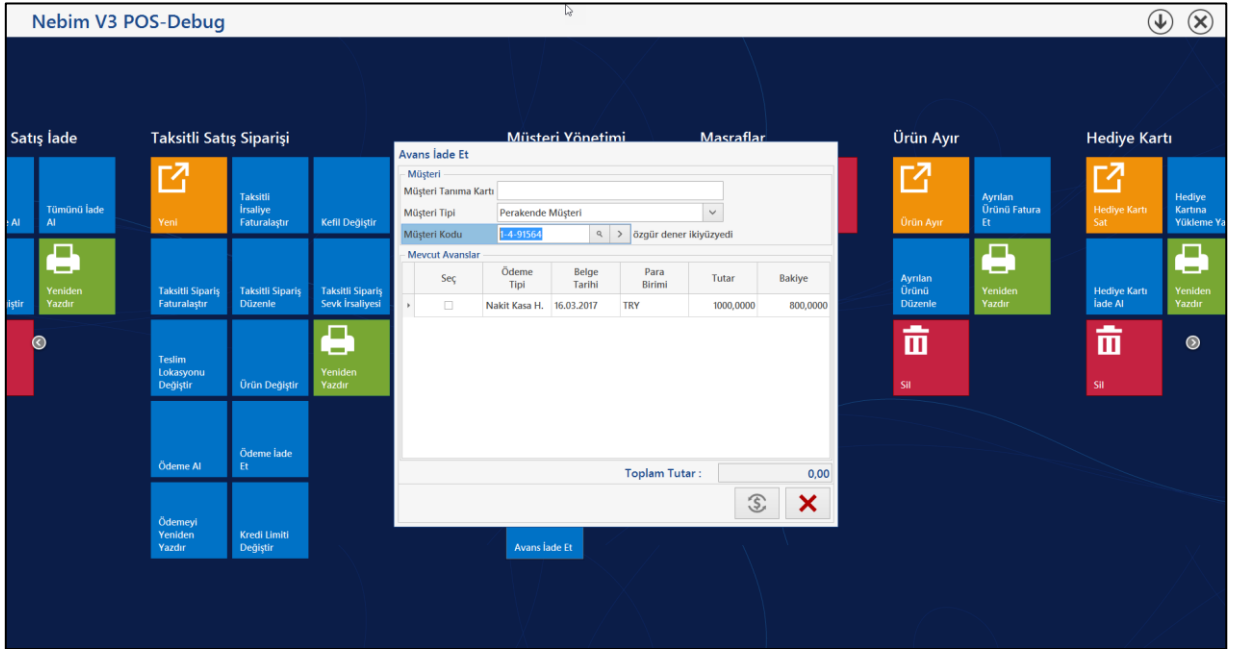 Nebim V3 POS-Debug
Satış İade
Taksitli Satış Siparişi
Müşteri Yönetimi
Masraflar
Ürün Ayır
Hediye Kartı
Al
Tümünü İade
Al
Yeniden
Yazdır
Yeni
Taksitli
İrsaliye
Faturalaştır
Kefil Değiştir
Taksitli Sipariş
Faturalaştır
Taksitli Sipariş
Düzenle
Taksitli Sipariş
Sevk İrsaliyesi
Teslim
Lokasyonu
Değiştir
Ürün Değiştir
Yeniden
Yazdır
Ödeme Al
Ödeme İade
Et
Ödemeyi
Yeniden
Yazdır
Kredi Limiti
Değiştir
Avans İade Et
Müşteri
Müşteri Tanıma Kartı
Müşteri Tipi
Perakende Müşteri
Müşteri Kodu
1-4-91564
özgür dener ikiyüzyedi
Mevcut Avanslar
Seç
Ödeme
Tipi
Belge
Tarihi
Para
Birimi
Tutar
Bakiye
Nakit Kasa H.
16.03.2017
TRY
1000,0000
800,0000
Toplam Tutar :
0,00
Avans İade Et
Ürün Ayır
Ayrılan
Ürünü Fatura
Et
Ayrılan
Ürünü
Düzenle
Yeniden
Yazdır
Sil
Hediye Kartı
Sat
Hediye
Kartına
Yükleme Ya
Hediye Kartı
İade Al
Yeniden
Yazdır
Sil